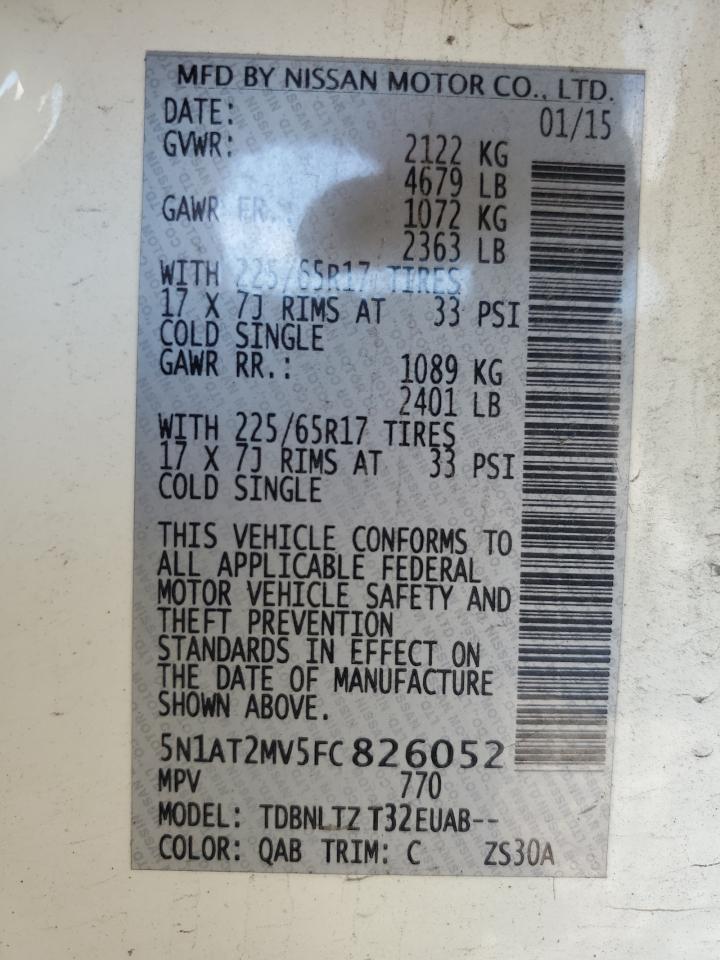 MFD BY NISSAN MOTOR CO., LTD.
DATE: 01/15
GVWR: 2122 KG
4679 LB
GAWR FR.: 1072 KG
2363 LB
WITH 225/65R17 TIRES
17 X 7J RIMS AT 33 PSI
COLD SINGLE
GAWR RR.: 1089 KG
2401 LB
WITH 225/65R17 TIRES
17 X 7J RIMS AT 33 PSI
COLD SINGLE
THIS VEHICLE CONFORMS TO
ALL APPLICABLE FEDERAL
MOTOR VEHICLE SAFETY AND
THEFT PREVENTION
STANDARDS IN EFFECT ON
THE DATE OF MANUFACTURE
SHOWN ABOVE.
5N1AT2MV5FC826052
MPV 770
MODEL: TDBNLTZ T32EUAB--
COLOR: QAB TRIM: C ZS30A